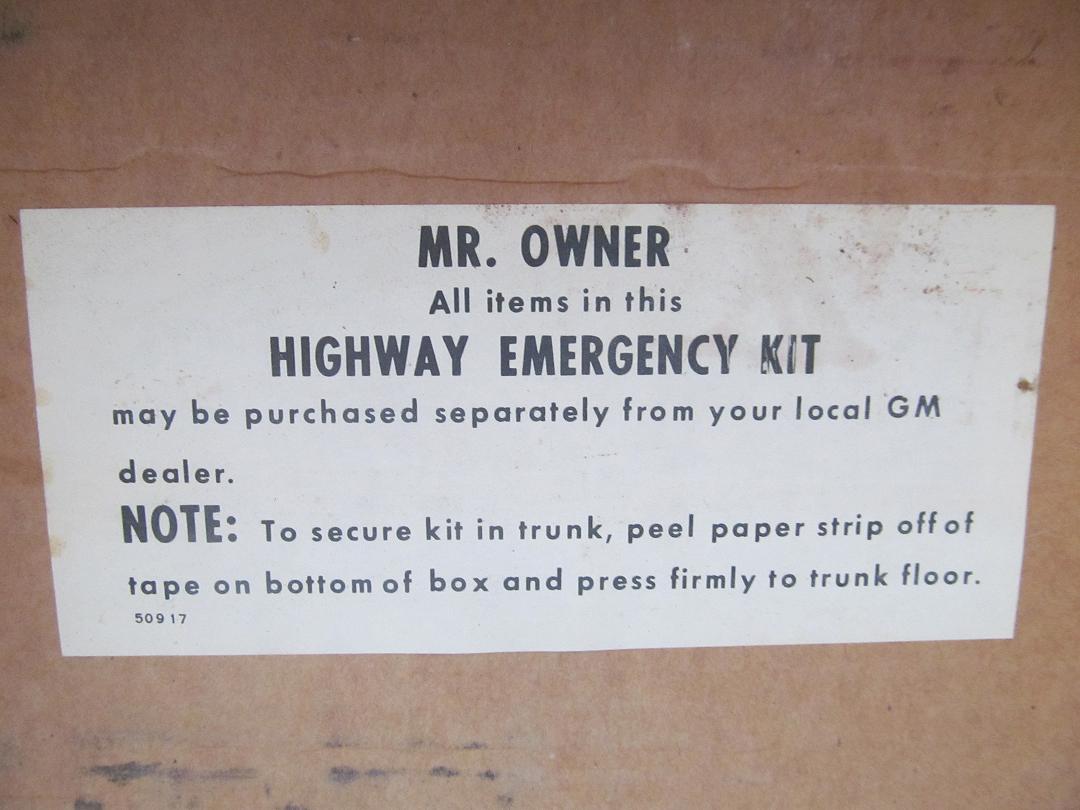 MR. OWNER
All items in this
HIGHWAY EMERGENCY KIT
may be purchased separately from your local GM
dealer.
NOTE: To secure kit in trunk, peel paper strip off of
tape on bottom of box and press firmly to trunk floor.
50917